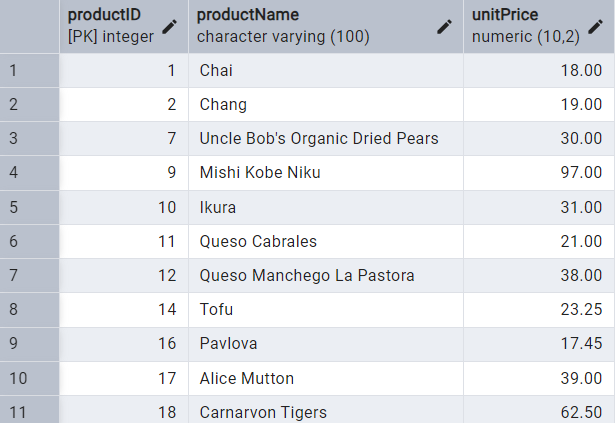 productID productName unitPrice
[PK] integer character varying (100) numeric (10,2)
1 1 Chai 18.00
2 2 Chang 19.00
3 7 Uncle Bob's Organic Dried Pears 30.00
4 9 Mishi Kobe Niku 97.00
5 10 Ikura 31.00
6 11 Queso Cabrales 21.00
7 12 Queso Manchego La Pastora 38.00
8 14 Tofu 23.25
9 16 Pavlova 17.45
10 17 Alice Mutton 39.00
11 18 Carnarvon Tigers 62.50